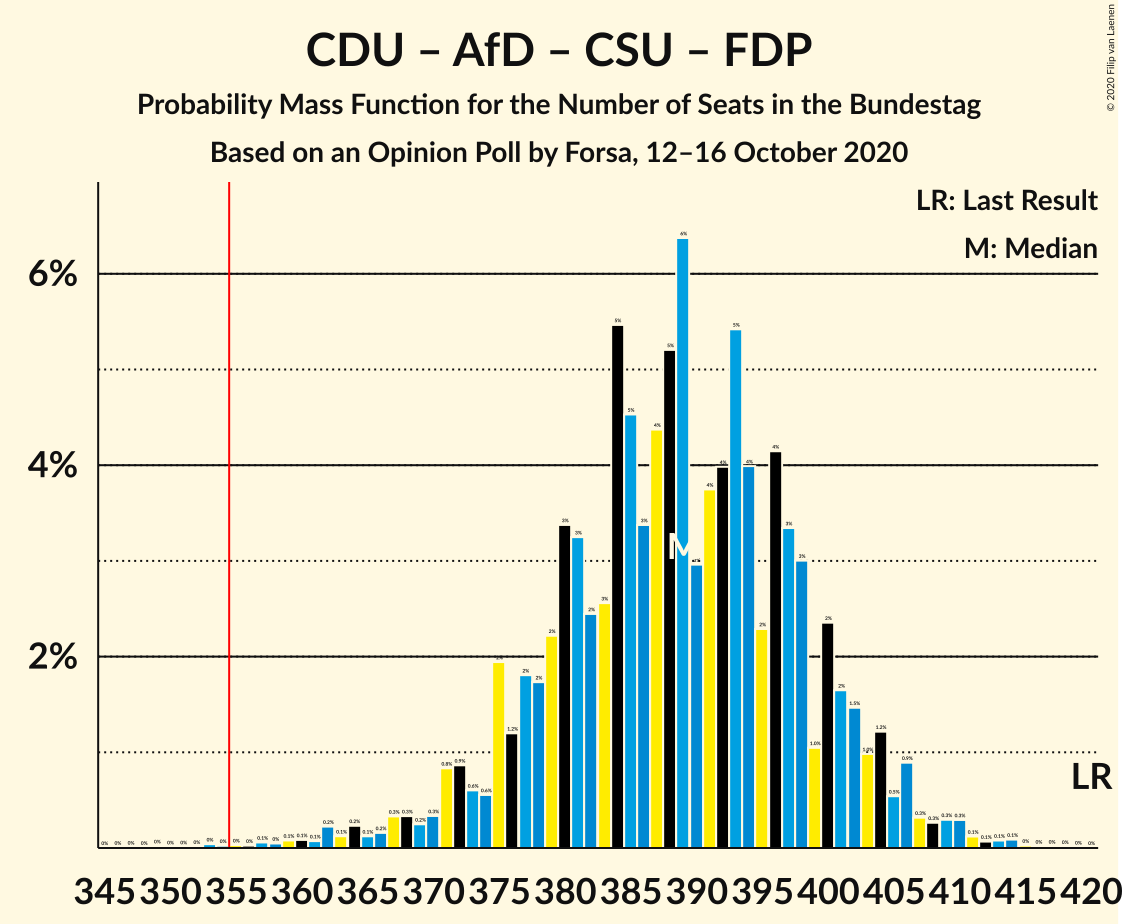 CDU – AfD – CSU – FDP
Probability Mass Function for the Number of Seats in the Bundestag
Based on an Opinion Poll by Forsa, 12–16 October 2020
© 2020 Filip van Laenen
LR: Last Result
M: Median
6%
4%
2%
M
LR
345 350 355 360 365 370 375 380 385 390 395 400 405 410 415 420